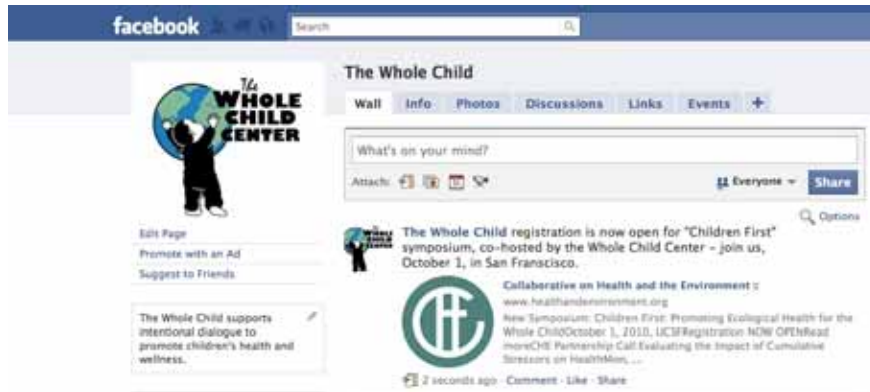 facebook
Search
The
WHOLE
CHILD
CENTER
The Whole Child
Wall Info Photos Discussions Links Events +
What's on your mind?
Attach:
Everyone
Share
Options
Edit Page
Promote with an Ad
Suggest to Friends
The Whole Child supports
intentional dialogue to
promote children's health and
wellness.
WHOLE
CHILD
CENTER
The Whole Child registration is now open for "Children First"
symposium, co-hosted by the Whole Child Center - join us,
October 1, in San Franscisco.
CHE
Collaborative on Health and the Environment ::
www.healthandenvironment.org
New Symposium: Children First: Promoting Ecological Health for the
Whole ChildOctober 1, 2010, UCSFRegistration NOW OPENRead
moreCHE Partnership Call:Evaluating the Impact of Cumulative
Stressors on HealthMon, ...
2 seconds ago · Comment · Like · Share